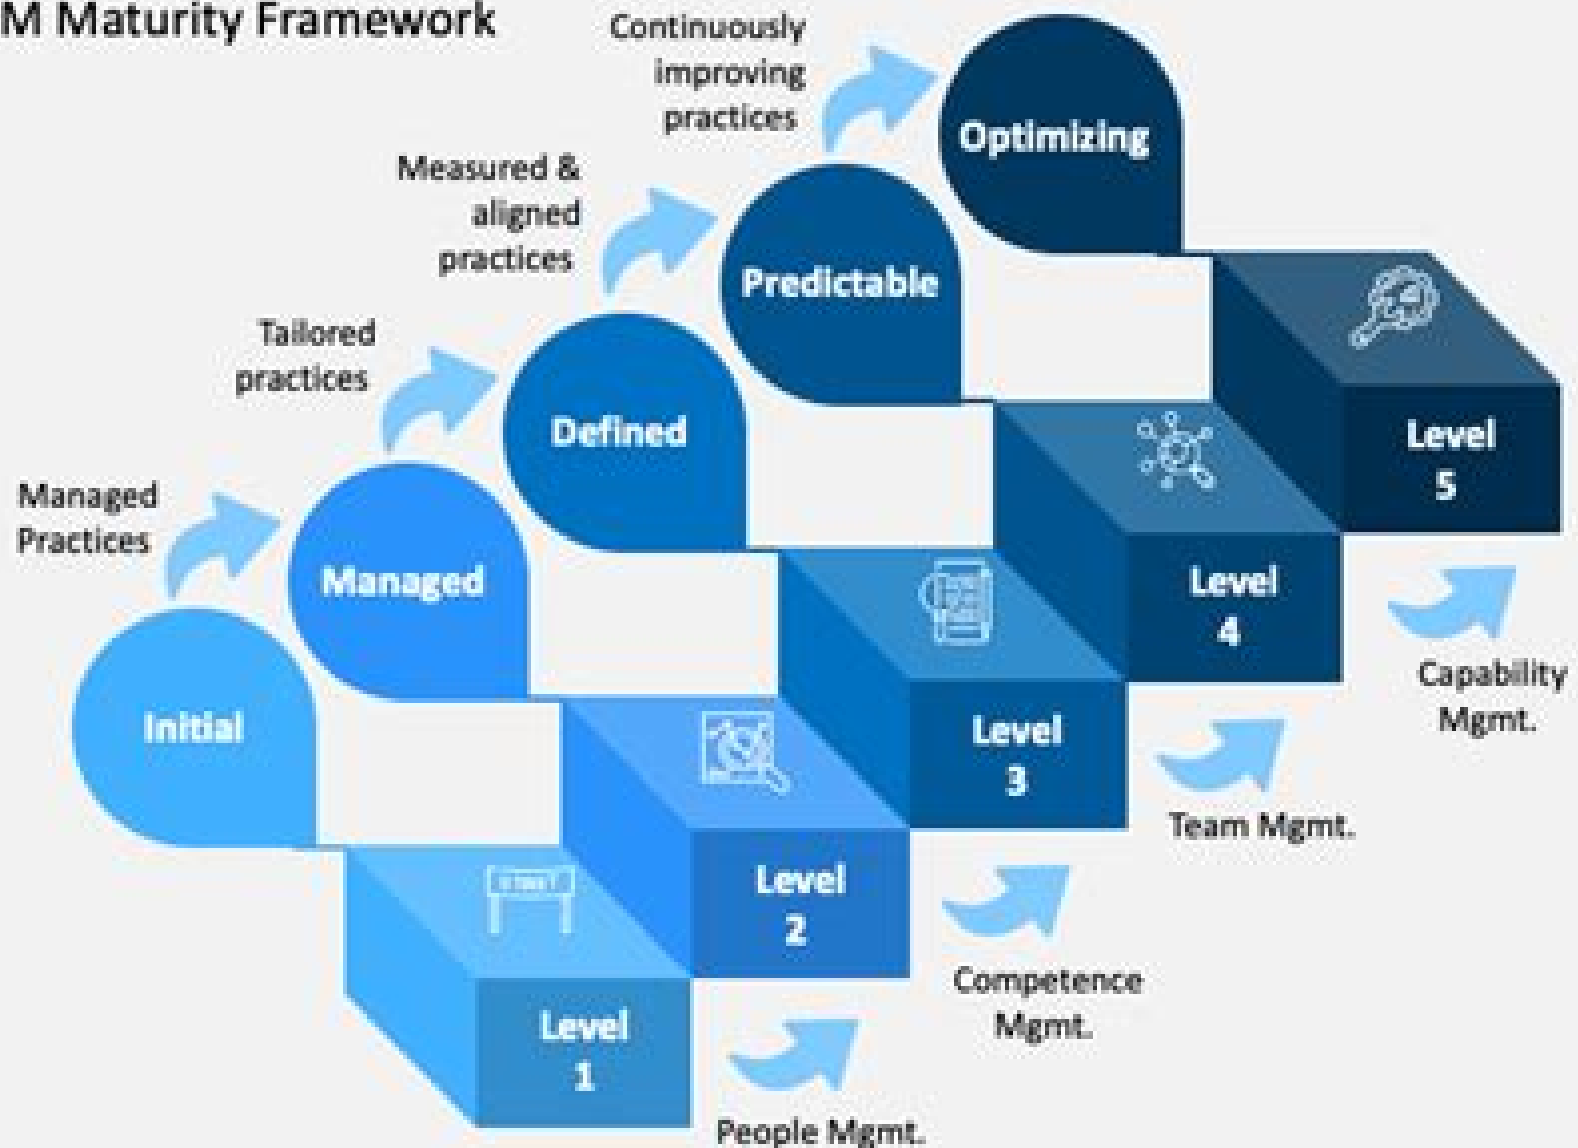 M Maturity Framework
Continuously
improving
practices
Optimizing
Measured &
aligned
practices
Predictable
Tailored
practices
Defined
Managed
Practices
Managed
Initial
Level
5
Level
4
Capability
Mgmt.
Level
3
Team Mgmt.
Level
2
Competence
Mgmt.
START
Level
1
People Mgmt.